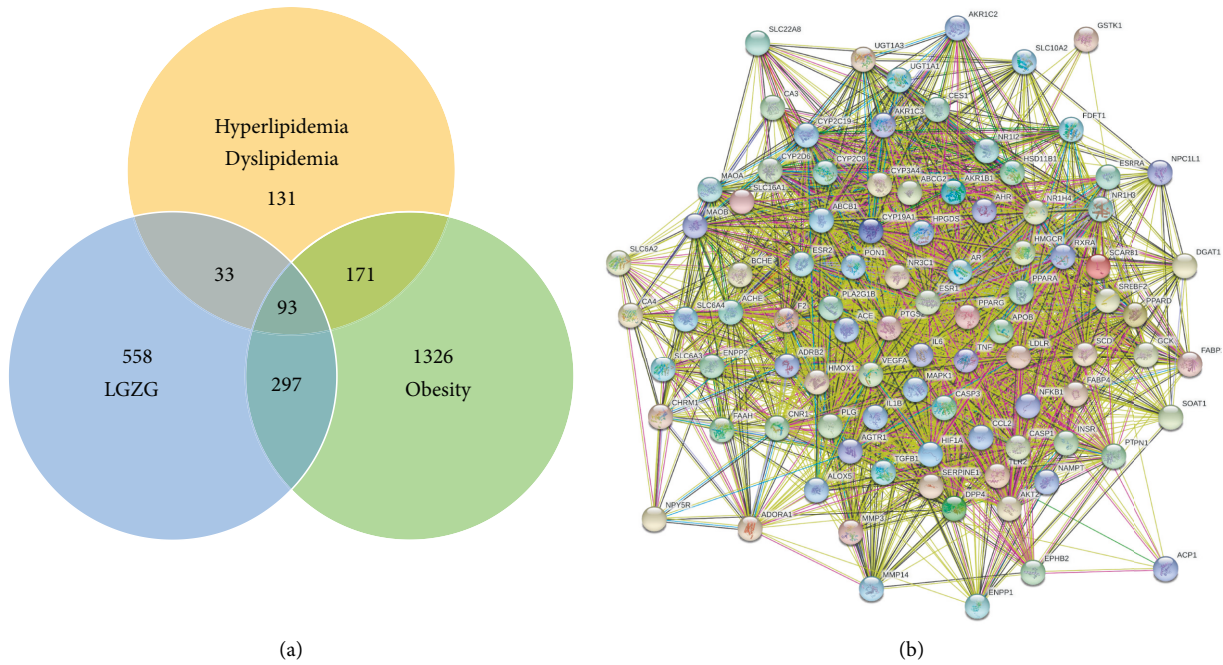 Hyperlipidemia
Dyslipidemia
131
33
171
93
558
LGZG
297
1326
Obesity
(a)
SLC22A8
AKR1C2
GSTK1
UGT1A3
SLC10A2
UGT1A1
CA3
CES1
CYP2C19
AKR1C3
FDFT1
NR1I2
CYP2D6
CYP2C9
HSD11B1
ESRRA
NPC1L1
MAOA
CYP3A4
ABCG2
AKR1B1
SLC16A1
AHR
NR1H4
NR1H3
MAOB
ABCB1
CYP19A1
HPGDS
SLC6A2
HMGCR
RXRA
BCHE
ESR2
PON1
NR3C1
AR
SCARB1
DGAT1
PPARA
CA4
SLC6A4
ACHE
F2
PLA2G1B
ESR1
SREBF2
PPARD
ACE
PTGS
PPARG
APOB
SLC6A3
ENPP2
ADRB2
IL6
TNF
LDLR
SCD
GCK
FABP
HMOX1
VEGFA
MAPK1
NFKB1
FABP4
CHRM1
FAAH
CNR1
PLG
IL1B
CASP3
SOAT1
AGTR1
HIF1A
CCL2
CASP1
INSR
PTPN1
ALOX5
TGFB1
SERPINE1
TLR2
NAMPT
NPY5R
ADORA1
MMP3
DPP4
AKT2
MMP14
EPHB2
ACP1
ENPP1
(b)